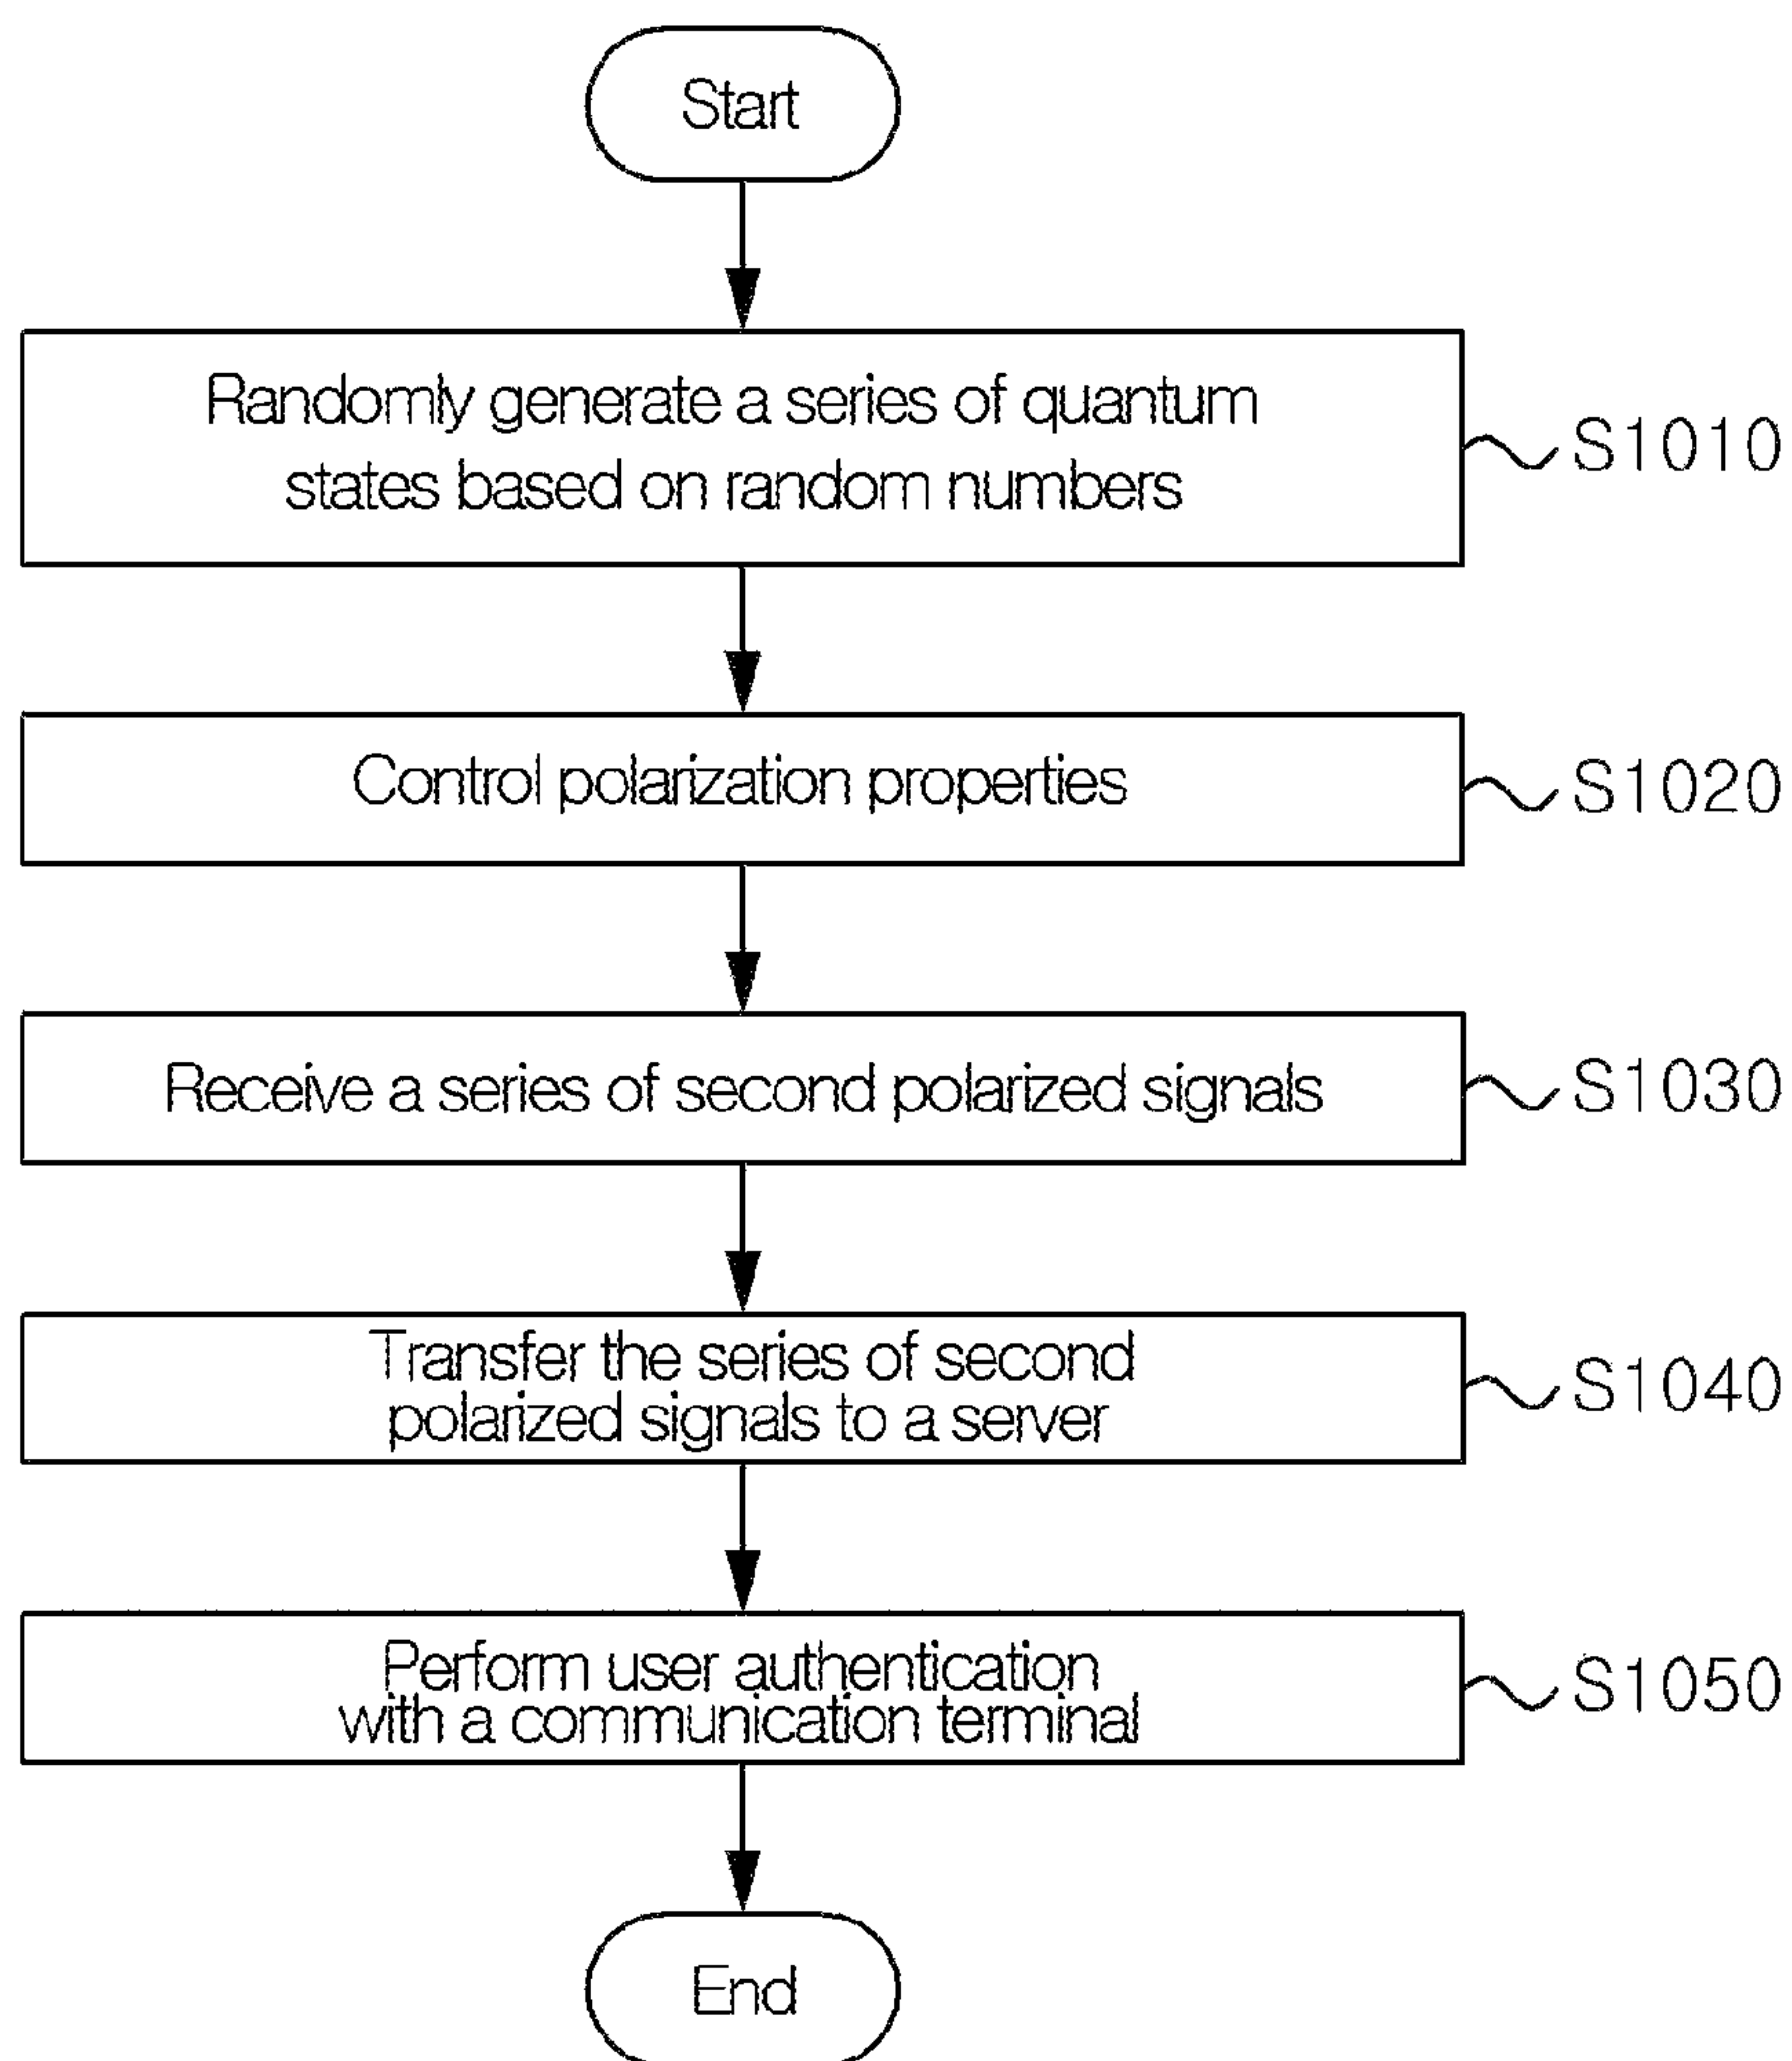 Start
Randomly generate a series of quantum
states based on random numbers
S1010
Control polarization properties
S1020
Receive a series of second polarized signals
S1030
Transfer the series of second
polarized signals to a server
S1040
Perform user authentication
with a communication terminal
S1050
End